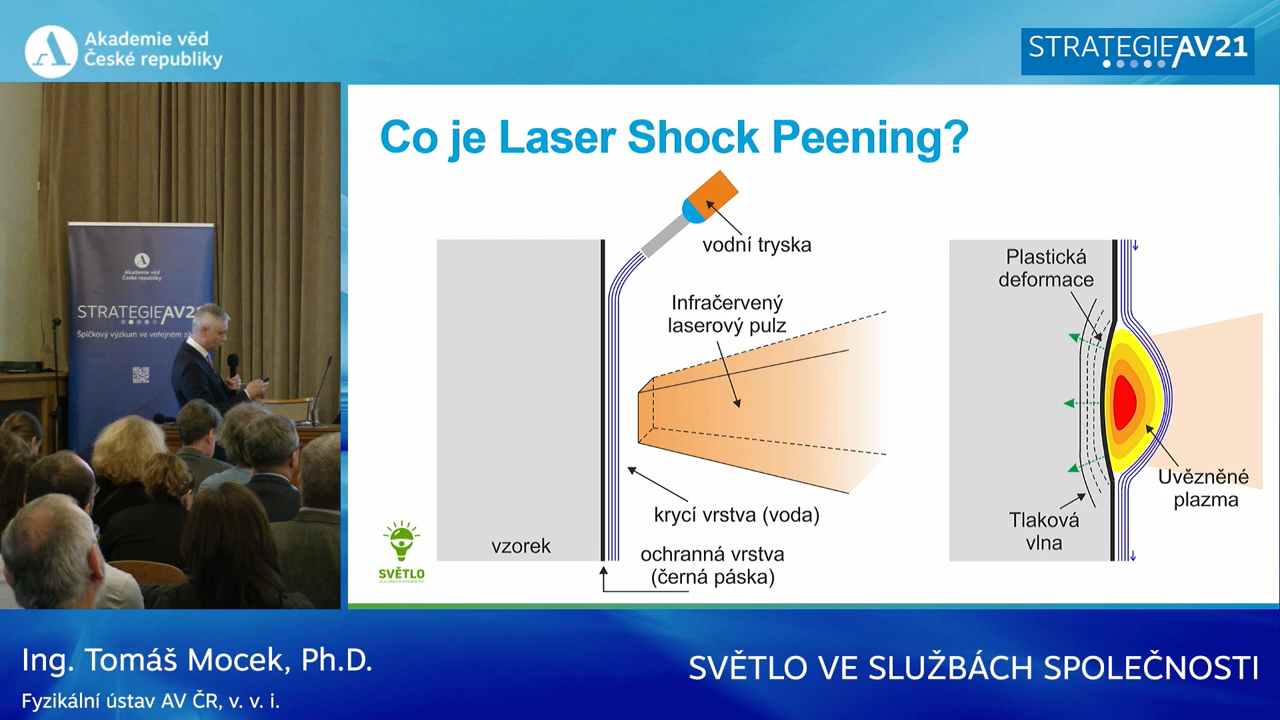 Akademie věd
České republiky
STRATEGIE AV21
Akademie věd
České republiky
STRATEGIE AV21
Špičkový výzkum ve veřejném
Co je Laser Shock Peening?
vodní tryska
Infračervený
laserový pulz
krycí vrstva (voda)
vzorek
ochranná vrstva
(černá páska)
Plastická
deformace
Uvězněné
plazma
Tlaková
vlna
SVĚTLO
Ing. Tomáš Mocek, Ph.D.
Fyzikální ústav AV ČR, v. v. i.
SVĚTLO VE SLUŽBÁCH SPOLEČNOSTI